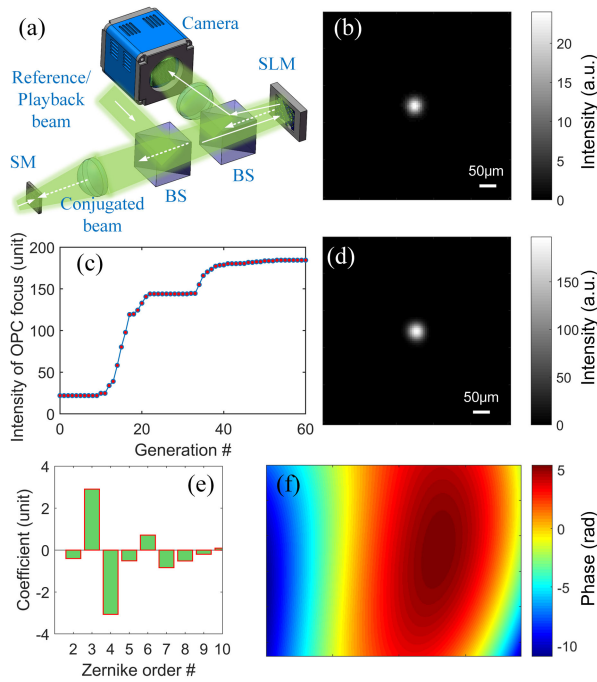 (a)
Camera
Reference/
Playback
beam
SLM
SM
Conjugated
beam
BS
BS
(b)
50μm
Intensity (a.u.)
20
15
10
5
0
(c)
Intensity of OPC focus (unit)
200
150
100
50
0
0
20
40
60
Generation #
(d)
50μm
Intensity (a.u.)
150
100
50
0
(e)
Coefficient (unit)
4
2
0
-2
-4
2 3 4 5 6 7 8 9 10
Zernike order #
(f)
Phase (rad)
5
0
-5
-10